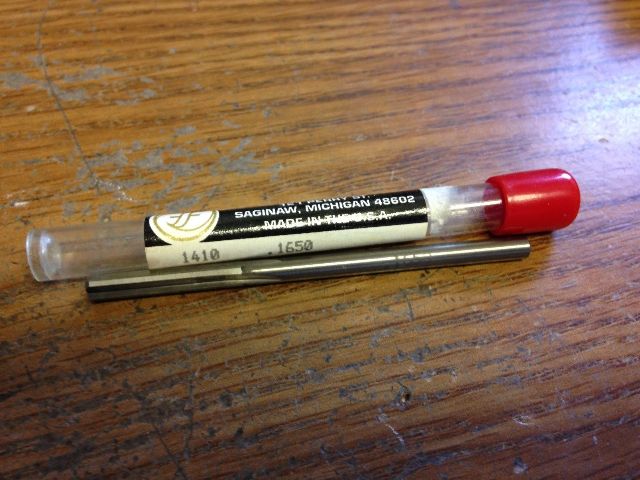 SAGINAW, MICHIGAN 48602
MADE IN THE U.S.A.
1410 .1650